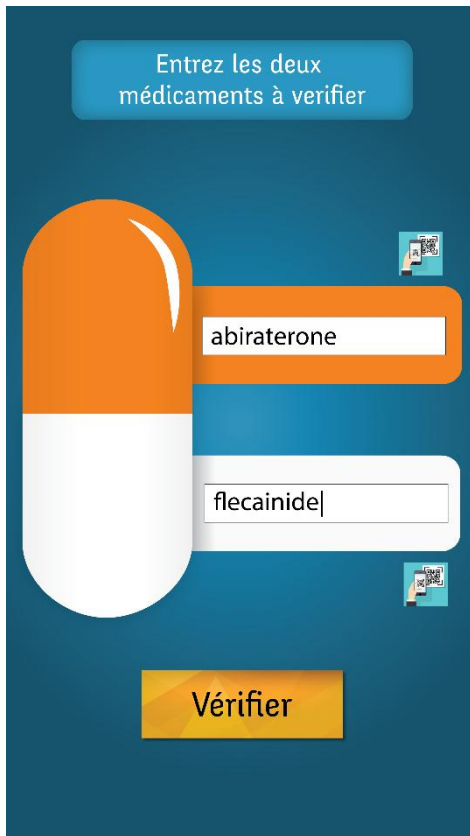 Entrez les deux
médicaments à verifier
abiraterone
flecainide
Vérifier